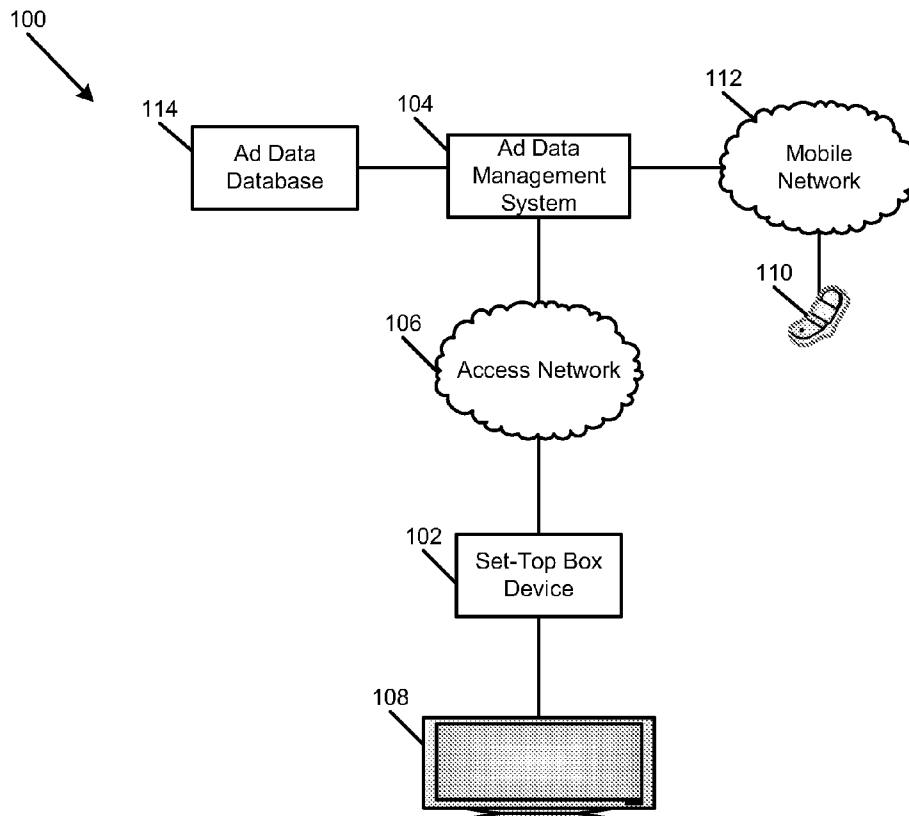 100
114
104
112
Ad Data
Database
Ad Data
Management
System
Mobile
Network
110
106
Access Network
102
Set-Top Box
Device
108